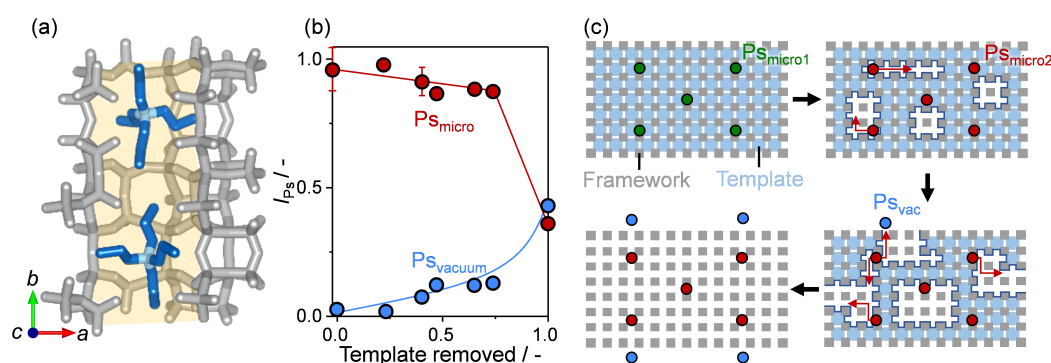 (a)
b
c
a
(b)
1.0
0.5
0.0
I_Ps / -
Ps_micro
Ps_vacuum
0.0
0.5
1.0
Template removed / -
(c)
Ps_micro1
Ps_micro2
Framework
Template
Ps_vac